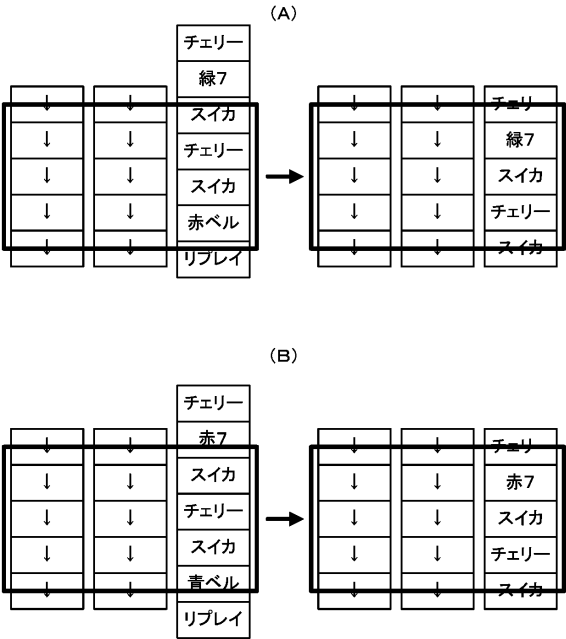 （A）
チェリー
緑7
↓ ↓ スイカ ↓ ↓ チェリー
↓ ↓ チェリー ↓ ↓ 緑7
↓ ↓ スイカ ↓ ↓ スイカ
↓ ↓ 赤ベル ↓ ↓ チェリー
↓ ↓ リプレイ ↓ ↓ スイカ
（B）
チェリー
↓ ↓ 赤7 ↓ ↓ チェリー
↓ ↓ スイカ ↓ ↓ 赤7
↓ ↓ チェリー ↓ ↓ スイカ
↓ ↓ スイカ ↓ ↓ チェリー
↓ ↓ 青ベル ↓ ↓ スイカ
リプレイ